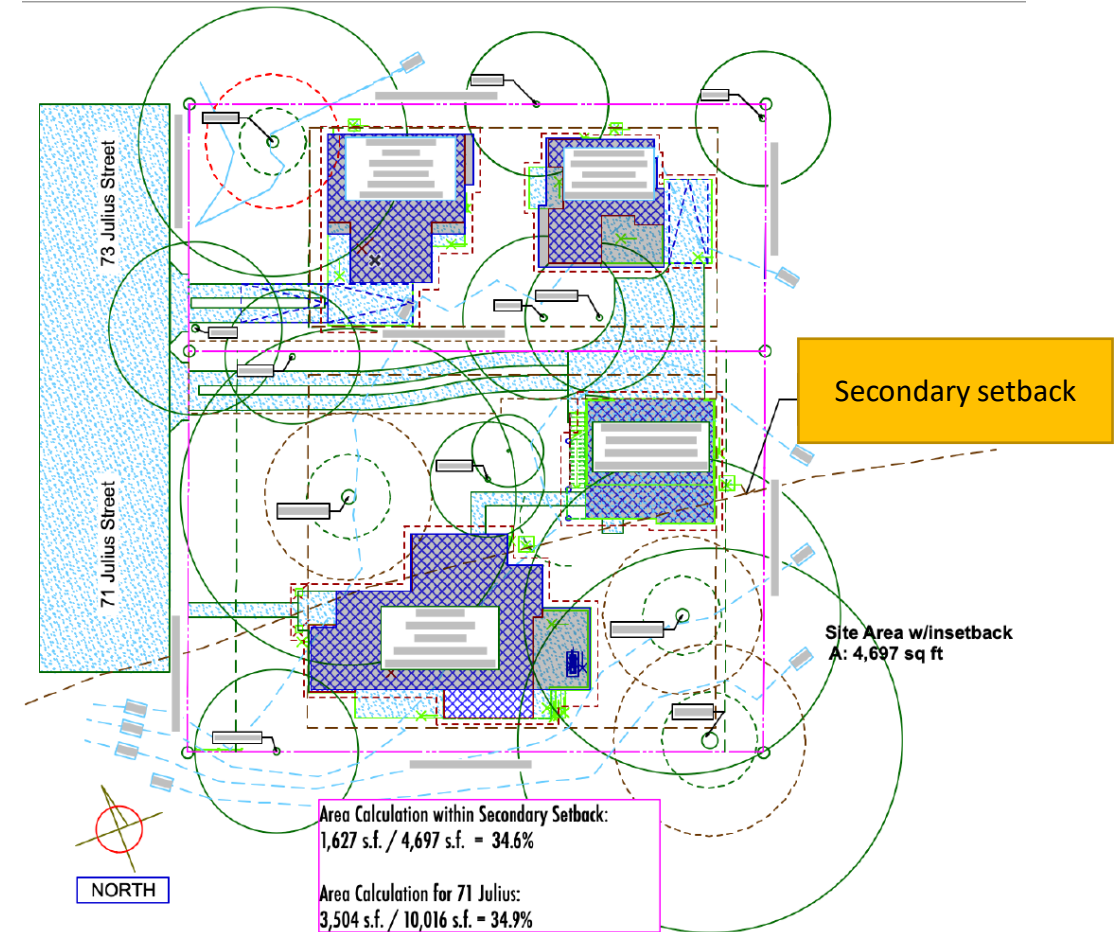 73 Julius Street
Secondary setback
71 Julius Street
Site Area w/insetback
A: 4,697 sq ft
Area Calculation within Secondary Setback:
1,627 s.f. / 4,697 s.f. = 34.6%
Area Calculation for 71 Julius:
3,504 s.f. / 10,016 s.f. = 34.9%
NORTH